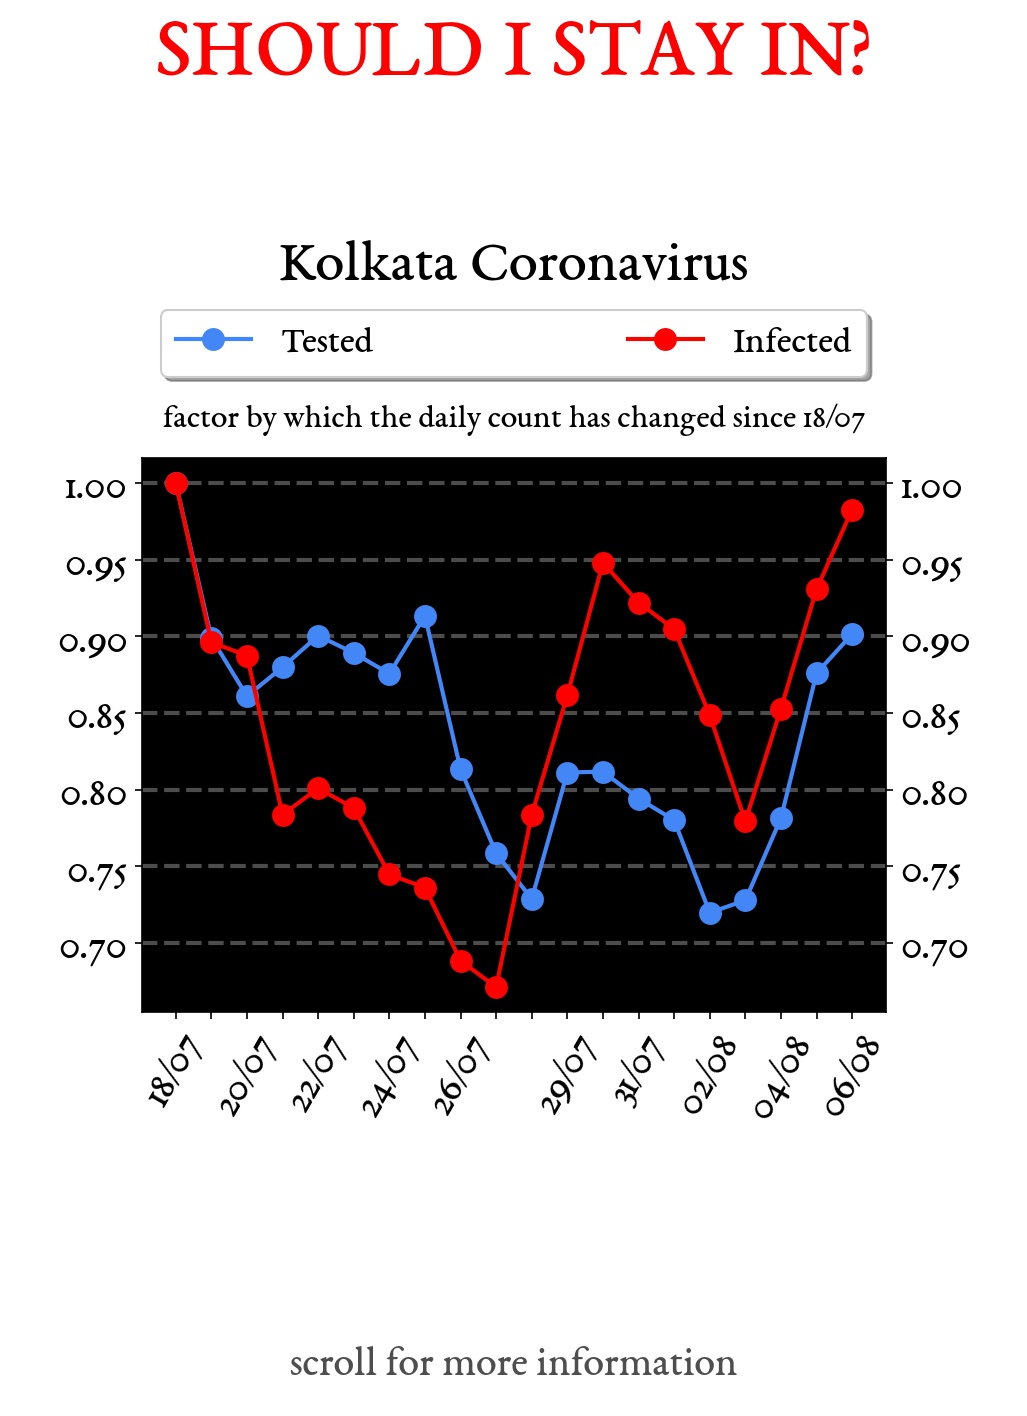 SHOULD I STAY IN?
Kolkata Coronavirus
Tested Infected
factor by which the daily count has changed since 18/07
1.00 1.00
0.95 0.95
0.90 0.90
0.85 0.85
0.80 0.80
0.75 0.75
0.70 0.70
18/07 20/07 22/07 24/07 26/07 29/07 31/07 02/08 04/08 06/08
scroll for more information